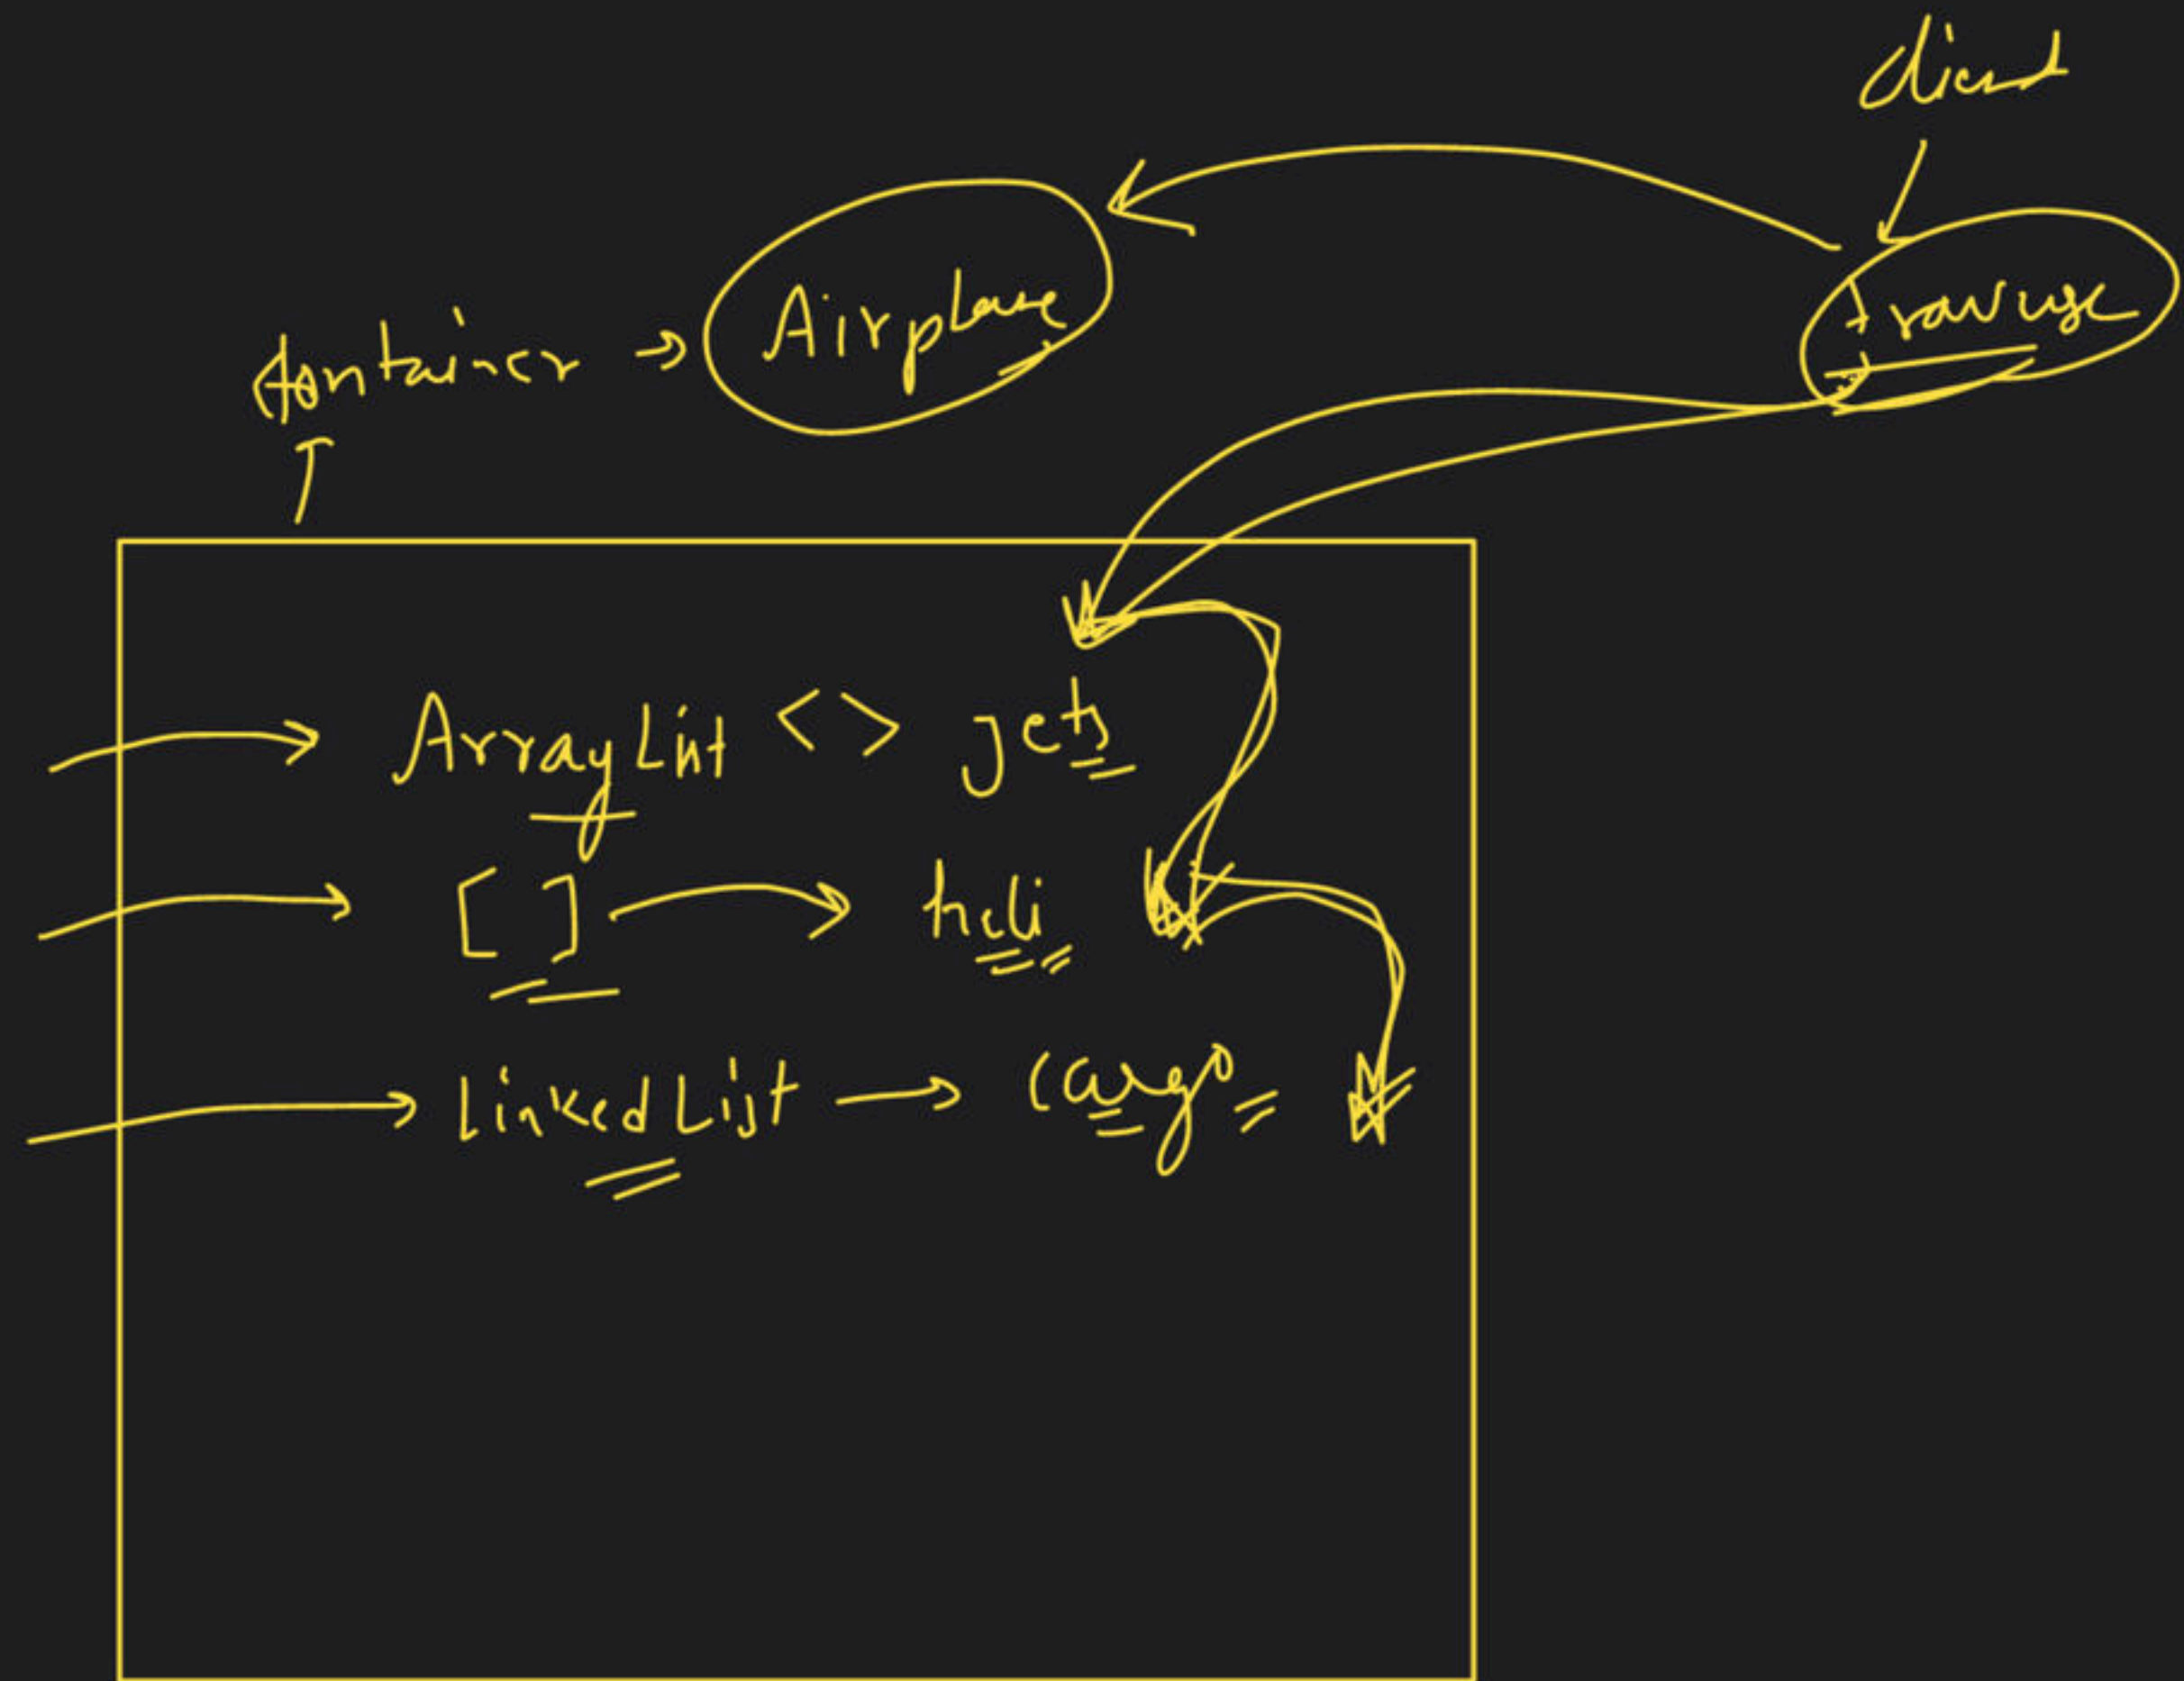 client
Container → Airplane
traverse
ArrayList <> jets
[ ] → heli
LinkedList → Cargo